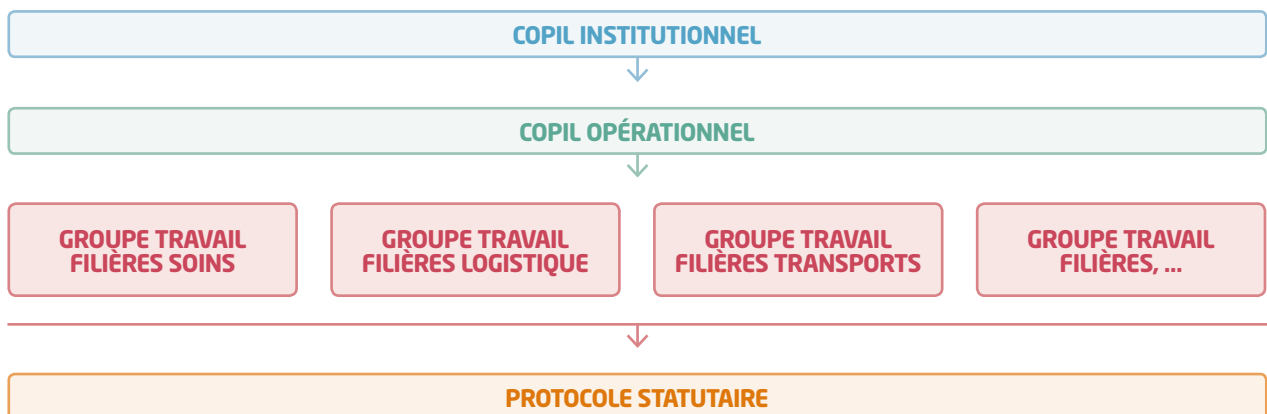 COPIL INSTITUTIONNEL
COPIL OPÉRATIONNEL
GROUPE TRAVAIL
FILIÈRES SOINS
GROUPE TRAVAIL
FILIÈRES LOGISTIQUE
GROUPE TRAVAIL
FILIÈRES TRANSPORTS
GROUPE TRAVAIL
FILIÈRES, ...
PROTOCOLE STATUTAIRE